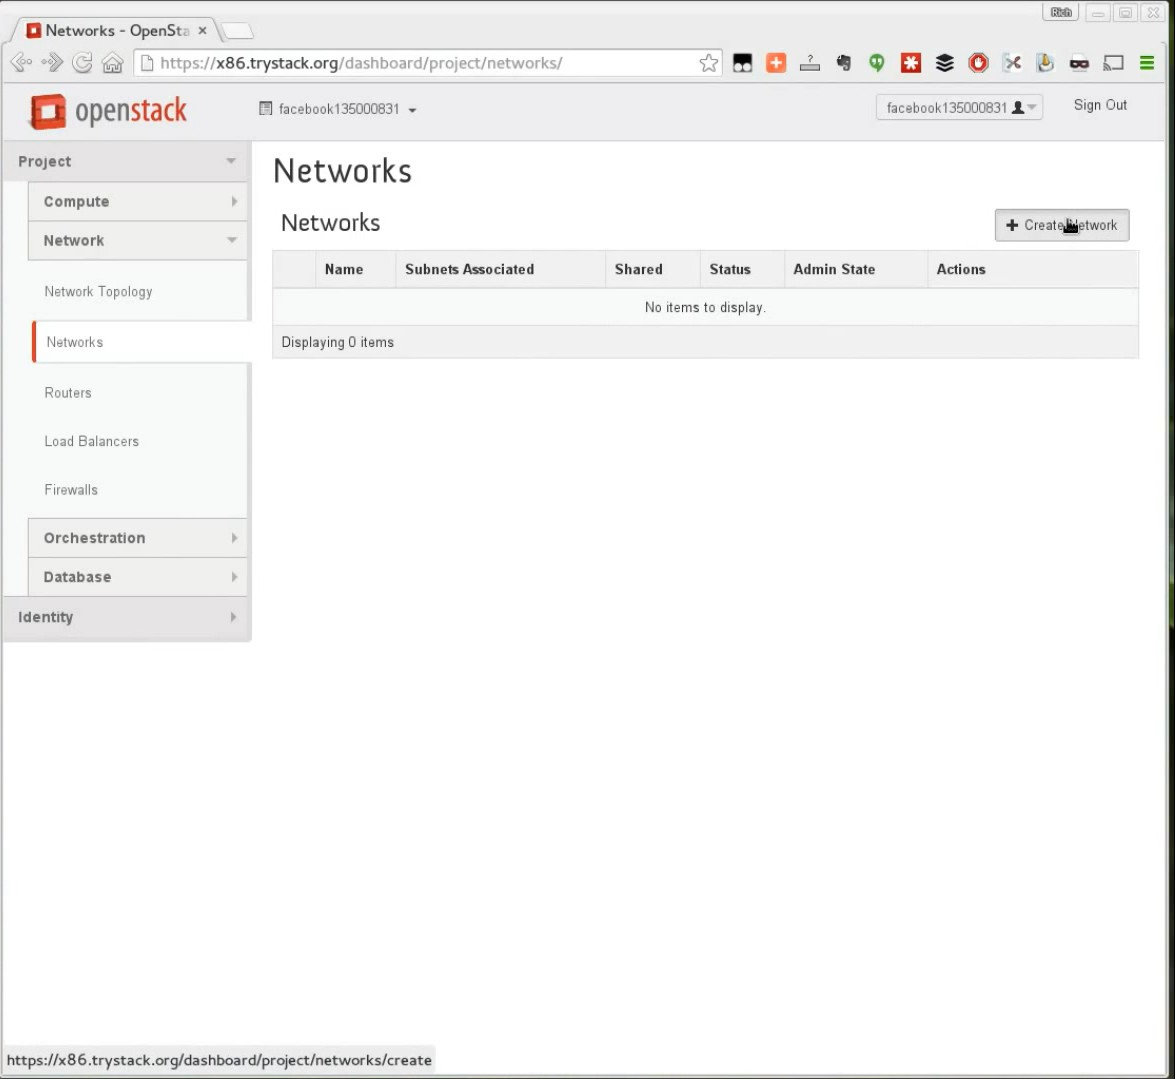 Rich
Networks - OpenSta
https://x86.trystack.org/dashboard/project/networks/
openstack
facebook135000831
facebook135000831
Sign Out
Project
Compute
Network
Network Topology
Networks
Routers
Load Balancers
Firewalls
Orchestration
Database
Identity
Networks
Networks
Create Network
Name Subnets Associated Shared Status Admin State Actions
No items to display.
Displaying 0 items
https://x86.trystack.org/dashboard/project/networks/create